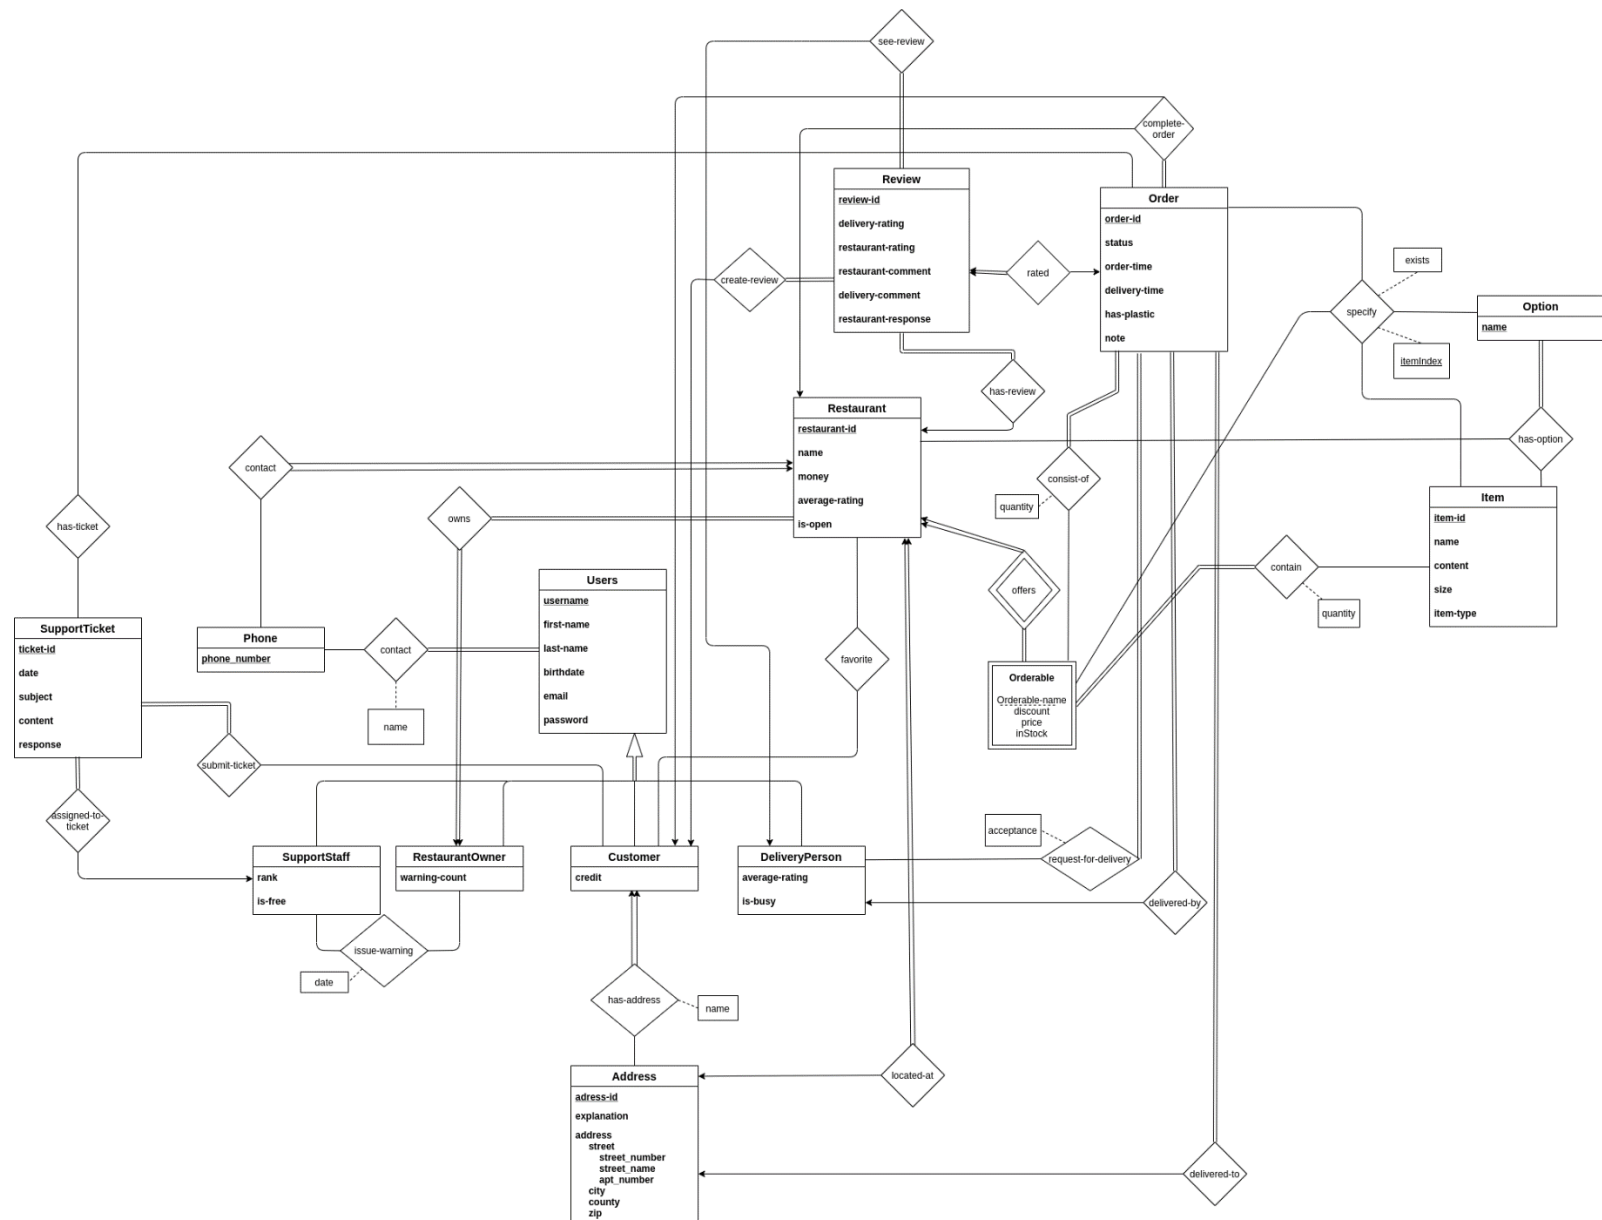 see-review
complete-
order
Review
review-id
delivery-rating
restaurant-rating
restaurant-comment
delivery-comment
restaurant-response
Order
order-id
status
order-time
delivery-time
has-plastic
note
create-review
rated
exists
specify
itemIndex
Option
name
has-review
Restaurant
restaurant-id
name
money
average-rating
is-open
has-option
contact
consist-of
quantity
owns
has-ticket
Item
item-id
name
content
size
item-type
contain
quantity
offers
Users
username
first-name
last-name
birthdate
email
password
SupportTicket
ticket-id
date
subject
content
response
Phone
phone_number
contact
name
favorite
Orderable
Orderable-name
discount
price
inStock
submit-ticket
assigned-to-
ticket
acceptance
request-for-delivery
SupportStaff
rank
is-free
RestaurantOwner
warning-count
Customer
credit
DeliveryPerson
average-rating
is-busy
delivered-by
issue-warning
date
has-address
name
located-at
Address
adress-id
explanation
address
street
street_number
street_name
apt_number
city
county
zip
delivered-to